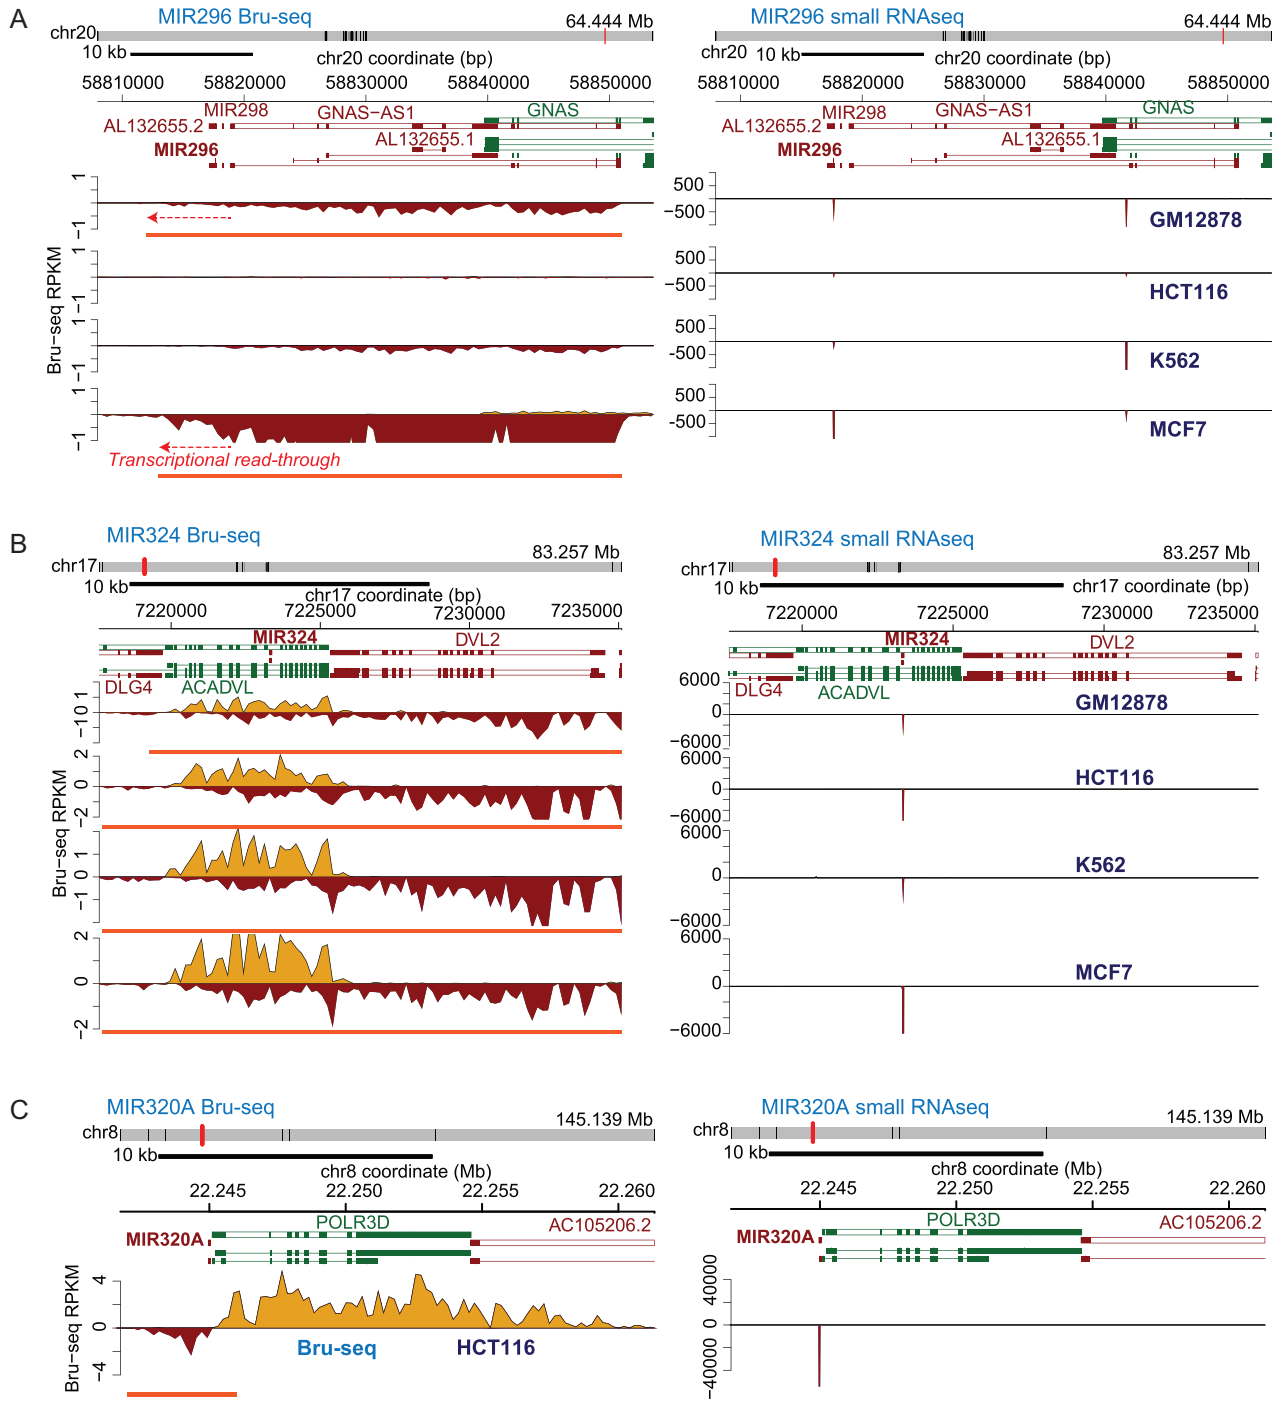 A
MIR296 Bru-seq
64.444 Mb
chr20
10 kb
chr20 coordinate (bp)
58810000 58820000 58830000 58840000 58850000
MIR298 GNAS-AS1 GNAS
AL132655.2
AL132655.1
MIR296
1
-1
1
-1
1
-1
1
-1
Bru-seq RPKM
Transcriptional read-through
MIR296 small RNAseq
64.444 Mb
chr20 10 kb
chr20 coordinate (bp)
58810000 58820000 58830000 58840000 58850000
MIR298 GNAS-AS1 GNAS
AL132655.2
AL132655.1
MIR296
500
-500
GM12878
500
-500
HCT116
500
-500
K562
500
-500
MCF7
B
MIR324 Bru-seq
83.257 Mb
chr17
10 kb
chr17 coordinate (bp)
7220000 7225000 7230000 7235000
MIR324 DVL2
DLG4 ACADVL
-10 1
2
0
-2
1
0
-1
2
0
-2
Bru-seq RPKM
MIR324 small RNAseq
83.257 Mb
chr17
10 kb
chr17 coordinate (bp)
7220000 7225000 7230000 7235000
MIR324 DVL2
DLG4 ACADVL
6000
0
-6000
GM12878
6000
0
-6000
HCT116
6000
0
-6000
K562
6000
0
-6000
MCF7
C
MIR320A Bru-seq
145.139 Mb
chr8
10 kb
chr8 coordinate (Mb)
22.245 22.250 22.255 22.260
POLR3D AC105206.2
MIR320A
4
0
-4
Bru-seq RPKM
Bru-seq HCT116
MIR320A small RNAseq
145.139 Mb
chr8
10 kb
chr8 coordinate (Mb)
22.245 22.250 22.255 22.260
POLR3D AC105206.2
MIR320A
40000
0
-40000